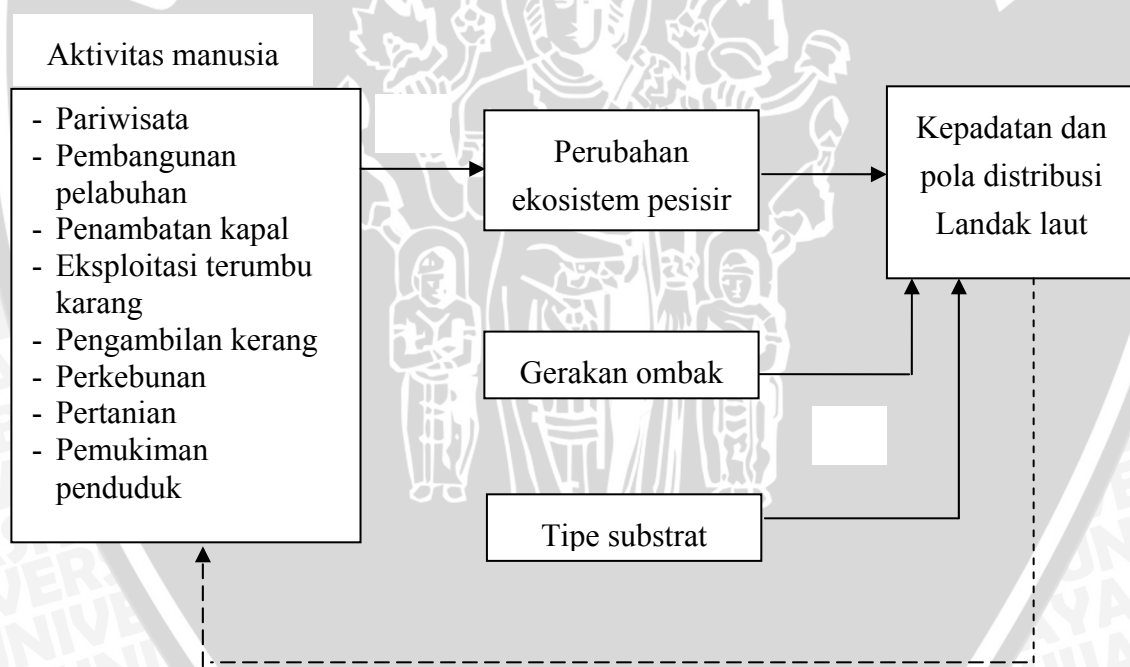 Aktivitas manusia
- Pariwisata
- Pembangunan
pelabuhan
- Penambatan kapal
- Eksploitasi terumbu
karang
- Pengambilan kerang
- Perkebunan
- Pertanian
- Pemukiman
penduduk
Perubahan
ekosistem pesisir
Gerakan ombak
Tipe substrat
Kepadatan dan
pola distribusi
Landak laut